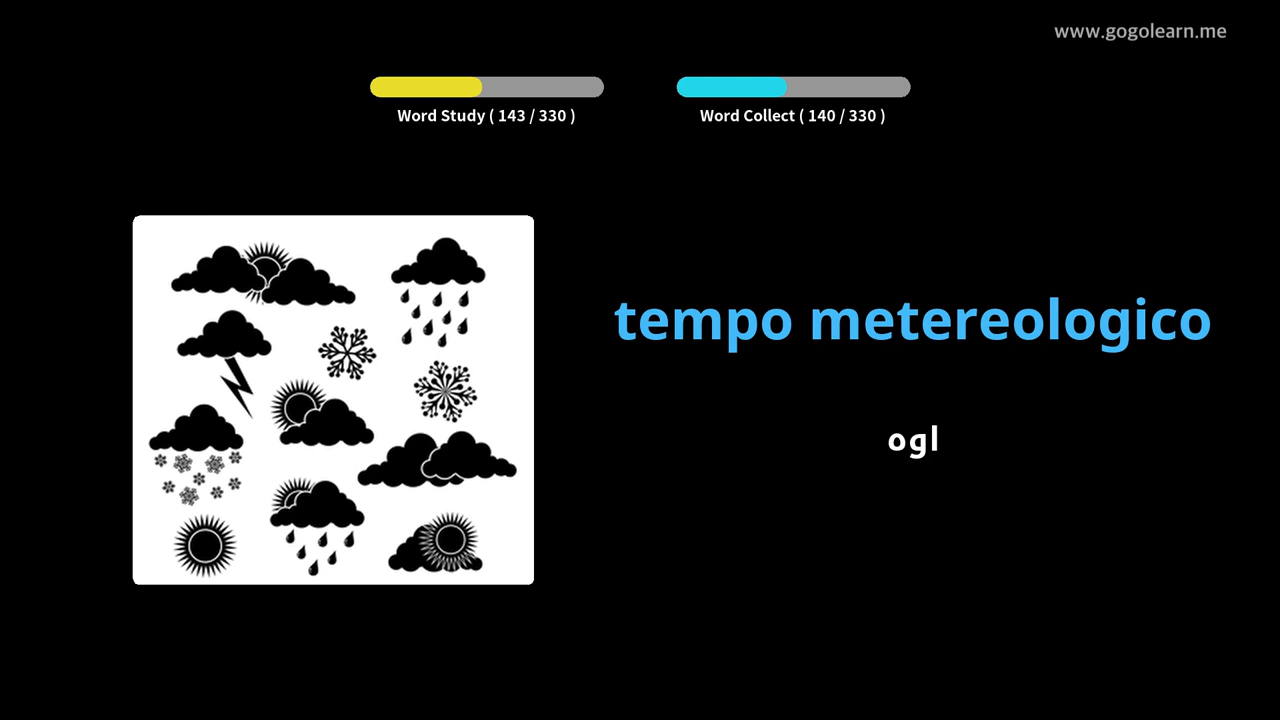 www.gogolearn.me
Word Study ( 143 / 330 )
Word Collect ( 140 / 330 )
tempo metereologico
ogl